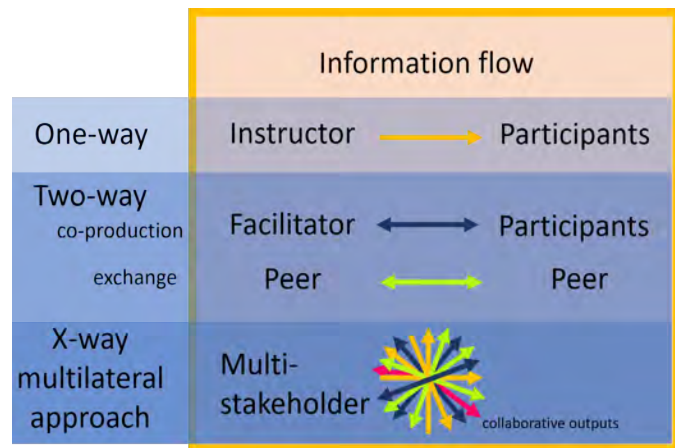 Information flow
One-way Instructor Participants
Two-way
co-production Facilitator Participants
exchange Peer Peer
X-way
multilateral
approach
Multi-
stakeholder
collaborative outputs